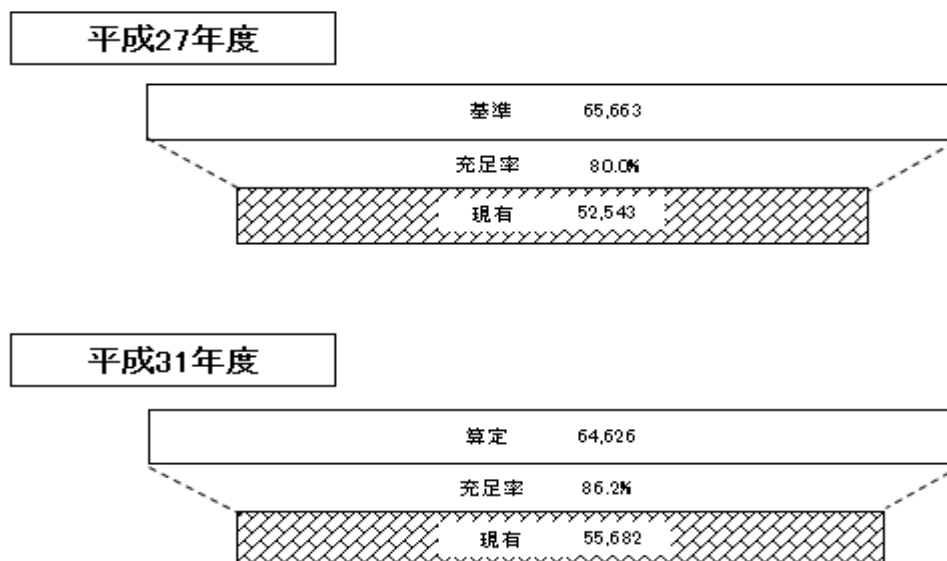 平成27年度
基準 65,663
充足率 80.0%
現有 52,543
平成31年度
算定 64,626
充足率 86.2%
現有 55,682